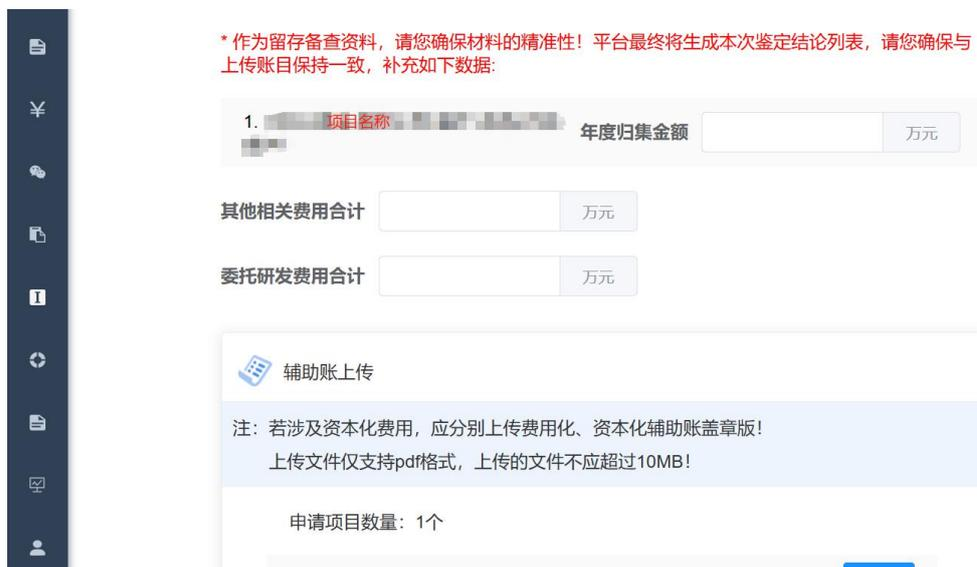 * 作为留存备查资料，请您确保材料的精准性！平台最终将生成本次鉴定结论列表，请您确保与
上传账目保持一致，补充如下数据:
1. 项目名称
年度归集金额 万元
其他相关费用合计 万元
委托研发费用合计 万元
辅助账上传
注：若涉及资本化费用，应分别上传费用化、资本化辅助账盖章版！
上传文件仅支持pdf格式，上传的文件不应超过10MB！
申请项目数量：1个